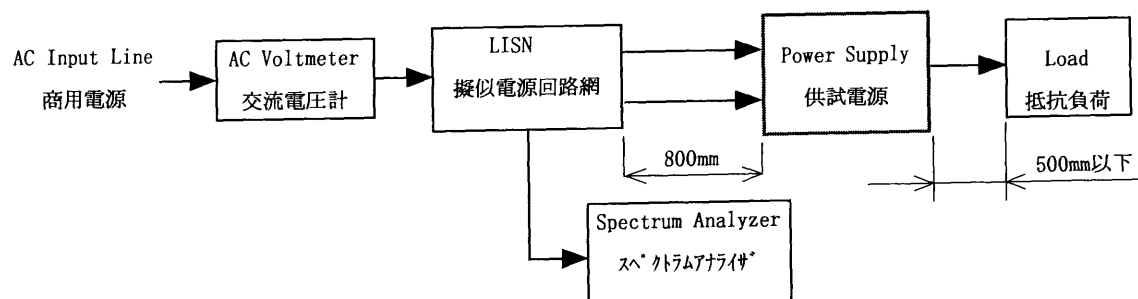 AC Input Line
商用電源
AC Voltmeter
交流電圧計
LISN
擬似電源回路網
Power Supply
供試電源
Load
抵抗負荷
800mm
500mm以下
Spectrum Analyzer
ｽﾍﾟｸﾄﾗﾑｱﾅﾗｲｻﾞ